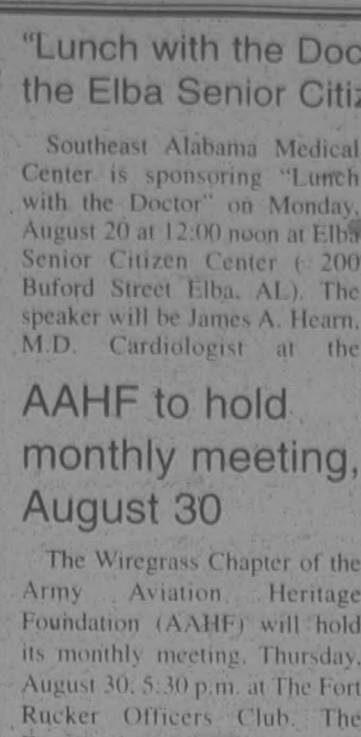 "Lunch with the Doc
the Elba Senior Citiz
Southeast Alabama Medical
Center is sponsoring "Lunch
with the Doctor" on Monday,
August 20 at 12:00 noon at Elba
Senior Citizen Center ( 200
Buford Street Elba, AL). The
speaker will be James A. Hearn,
M.D. Cardiologist at the
AAHF to hold
monthly meeting,
August 30
The Wiregrass Chapter of the
Army Aviation Heritage
Foundation (AAHF) will hold
its monthly meeting, Thursday,
August 30, 5:30 p.m. at The Fort
Rucker Officers Club. The